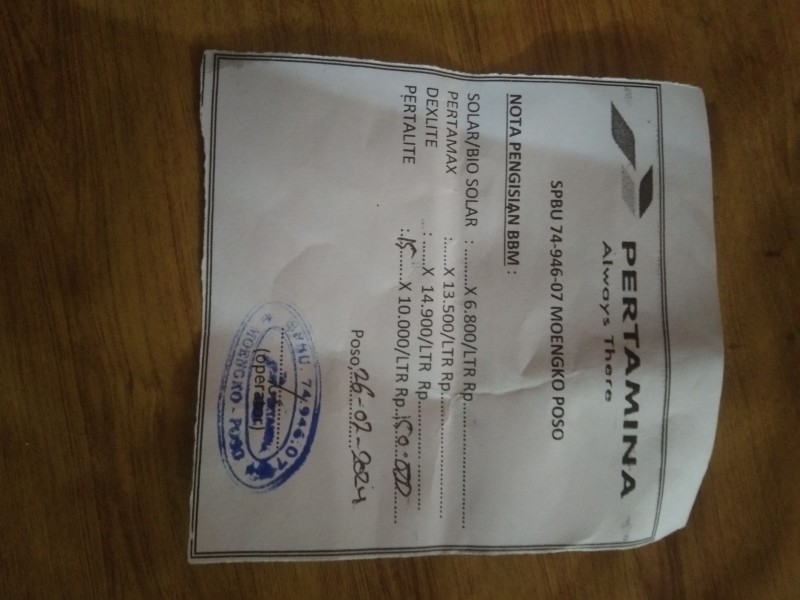 PERTAMINA
Always There
SPBU 74-946-07 MOENGKO POSO
NOTA PENGISIAN BBM :
SOLAR/BIO SOLAR : .........X 6.800/LTR Rp...........................
PERTAMAX : .......X 13.500/LTR Rp...........................
DEXLITE : ......X 14.900/LTR Rp...........................
PERTALITE : 15.......X 10.000/LTR Rp. 150.000
Poso, 26-02-2024
(operator)
SPBU. 74.946.07
MOENGKO - POSO